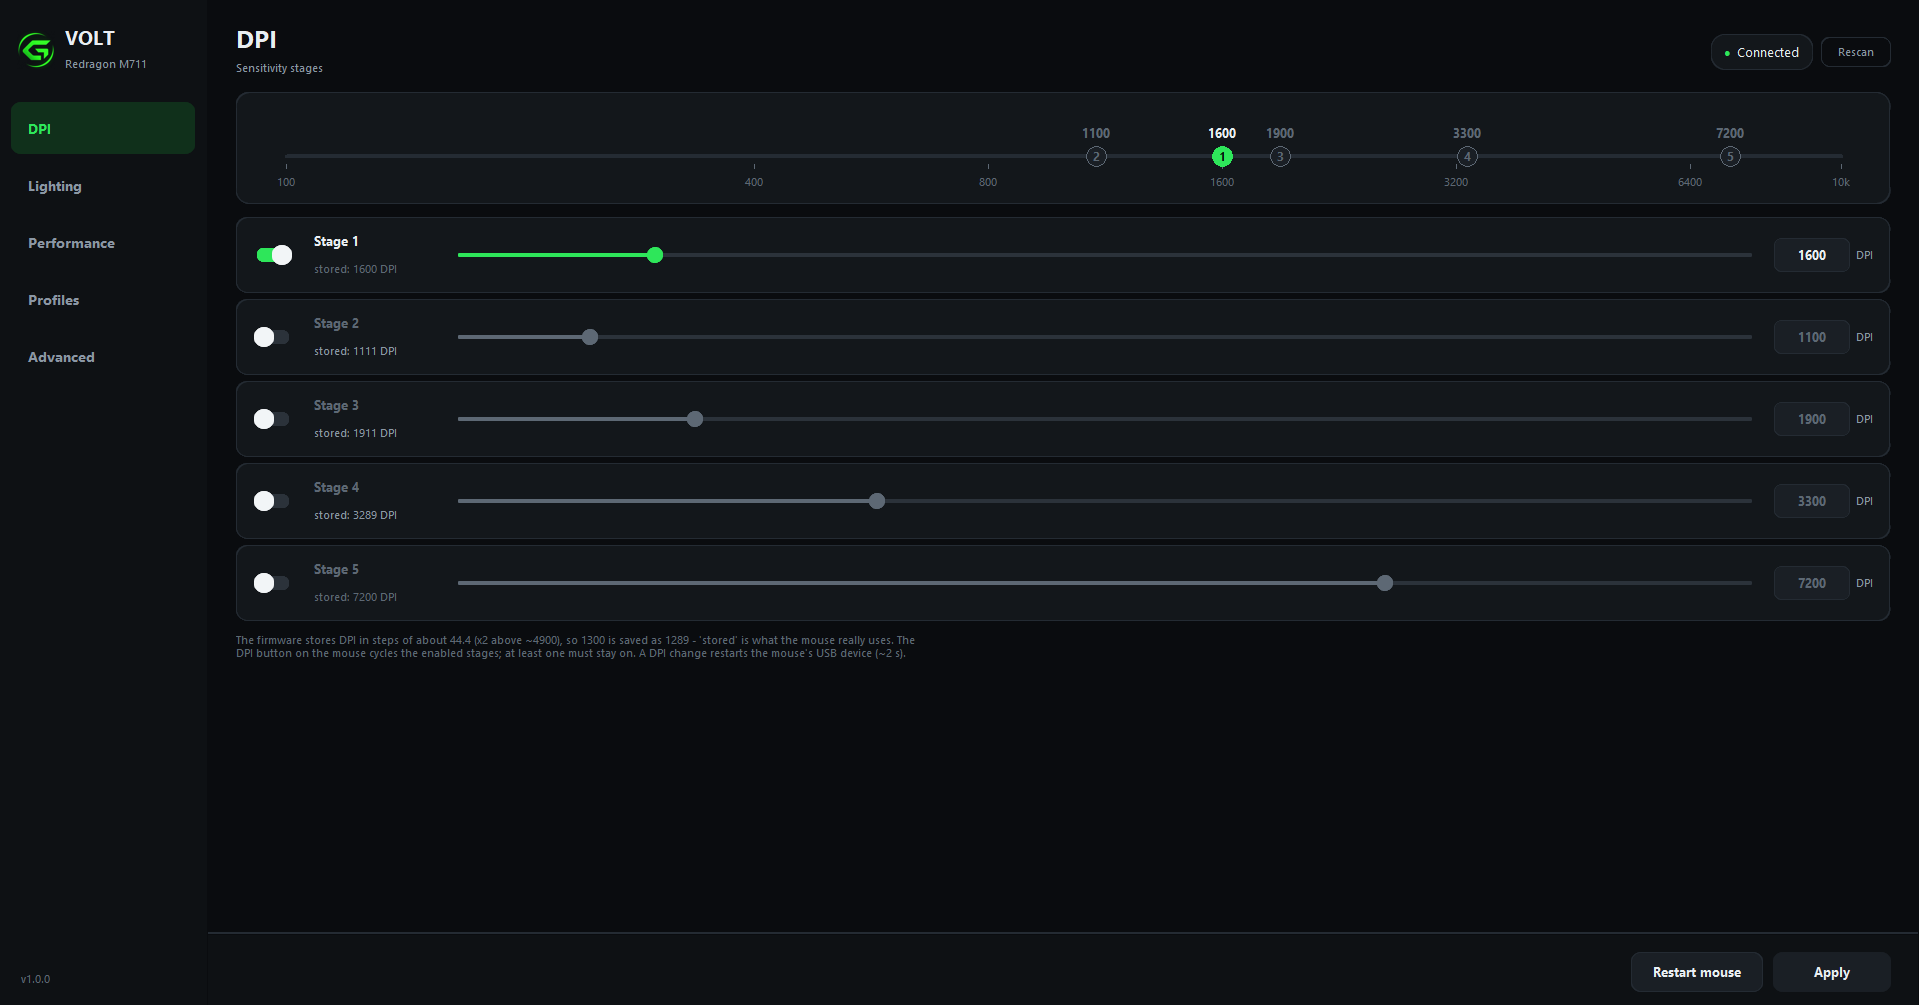 VOLT
Redragon M711
DPI
Lighting
Performance
Profiles
Advanced
v1.0.0
DPI
Sensitivity stages
Connected
Rescan
1100
1600
1900
3300
7200
2
1
3
4
5
100
400
800
1600
3200
6400
10k
Stage 1
stored: 1600 DPI
1600
DPI
Stage 2
stored: 1111 DPI
1100
DPI
Stage 3
stored: 1911 DPI
1900
DPI
Stage 4
stored: 3289 DPI
3300
DPI
Stage 5
stored: 7200 DPI
7200
DPI
The firmware stores DPI in steps of about 44.4 (x2 above ~4900), so 1300 is saved as 1289 - 'stored' is what the mouse really uses. The
DPI button on the mouse cycles the enabled stages; at least one must stay on. A DPI change restarts the mouse's USB device (~2 s).
Restart mouse
Apply